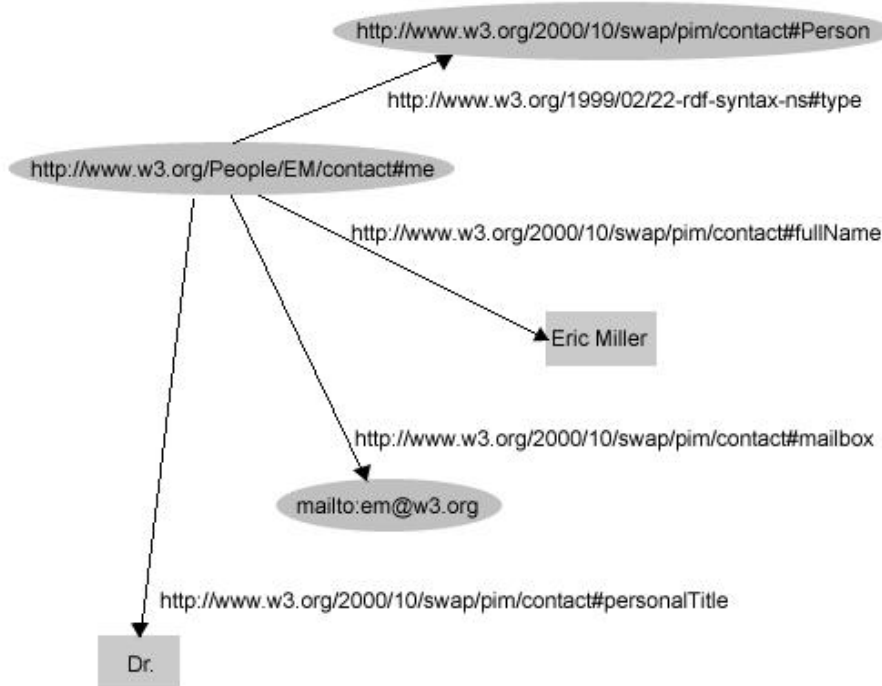 http://www.w3.org/2000/10/swap/pim/contact#Person
http://www.w3.org/1999/02/22-rdf-syntax-ns#type
http://www.w3.org/People/EM/contact#me
http://www.w3.org/2000/10/swap/pim/contact#fullName
Eric Miller
http://www.w3.org/2000/10/swap/pim/contact#mailbox
mailto:em@w3.org
http://www.w3.org/2000/10/swap/pim/contact#personalTitle
Dr.